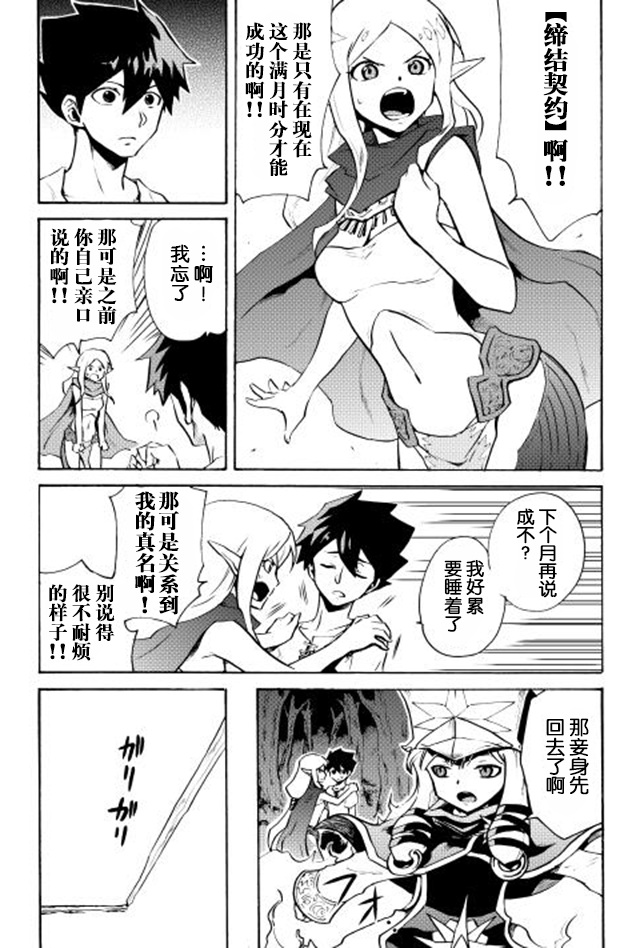 【缔结契约】啊!!
那是只有在现在
这个满月时分才能
成功的啊!!
…啊!
我忘了
那可是之前
你自己亲口
说的啊!!
下个月再说
成不?
我好累
要睡着了
那可是关系到
我的真名啊!
别说得
很不耐烦
的样子!!
那妾身先
回去了啊
フォ
ガリガリ